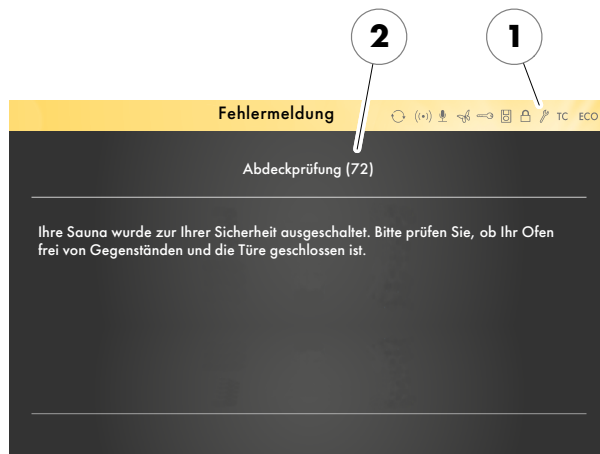 2 1
Fehlermeldung TC ECO
Abdeckprüfung (72)
Ihre Sauna wurde zur Ihrer Sicherheit ausgeschaltet. Bitte prüfen Sie, ob Ihr Ofen
frei von Gegenständen und die Türe geschlossen ist.